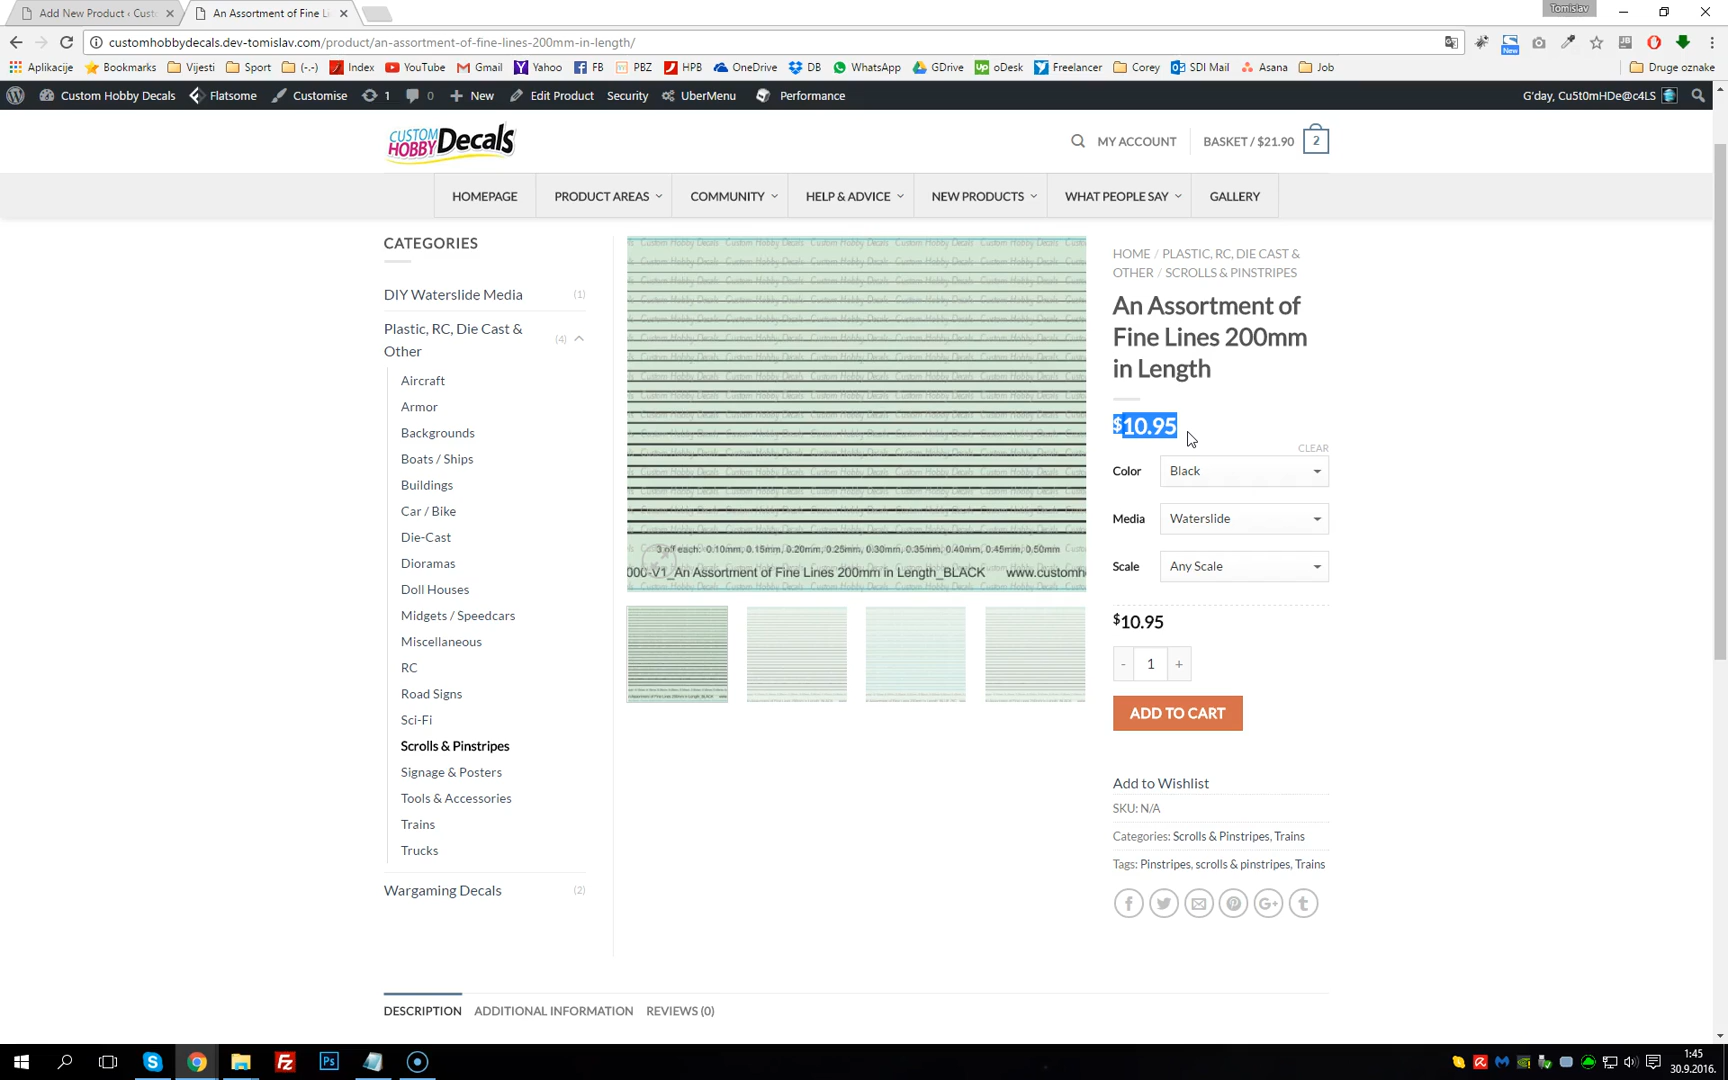 Add New Product ‹ Custo
An Assortment of Fine Li
Tomislav
customhobbydecals.dev-tomislav.com/product/an-assortment-of-fine-lines-200mm-in-length/
New
Aplikacije
Bookmarks
Vijesti
Sport
(-.-)
Index
YouTube
Gmail
Yahoo
FB
PBZ
HPB
OneDrive
DB
WhatsApp
GDrive
oDesk
Freelancer
Corey
SDI Mail
Asana
Job
Druge oznake
Custom Hobby Decals
Flatsome
Customise
1
0
New
Edit Product
Security
UberMenu
Performance
G'day, Cu5t0mHDe@c4LS
CUSTOM
HOBBY Decals
MY ACCOUNT
BASKET / $21.90
2
HOMEPAGE
PRODUCT AREAS
COMMUNITY
HELP & ADVICE
NEW PRODUCTS
WHAT PEOPLE SAY
GALLERY
CATEGORIES
DIY Waterslide Media (1)
Plastic, RC, Die Cast &
Other (4)
Aircraft
Armor
Backgrounds
Boats / Ships
Buildings
Car / Bike
Die-Cast
Dioramas
Doll Houses
Midgets / Speedcars
Miscellaneous
RC
Road Signs
Sci-Fi
Scrolls & Pinstripes
Signage & Posters
Tools & Accessories
Trains
Trucks
Wargaming Decals (2)
Custom Hobby Decals
3 off each: 0.10mm, 0.15mm, 0.20mm, 0.25mm, 0.30mm, 0.35mm, 0.40mm, 0.45mm, 0.50mm
000-V1_An Assortment of Fine Lines 200mm in Length_BLACK www.customh
HOME / PLASTIC, RC, DIE CAST &
OTHER / SCROLLS & PINSTRIPES
An Assortment of
Fine Lines 200mm
in Length
$10.95
CLEAR
Color Black
Media Waterslide
Scale Any Scale
$10.95
- 1 +
ADD TO CART
Add to Wishlist
SKU: N/A
Categories: Scrolls & Pinstripes, Trains
Tags: Pinstripes, scrolls & pinstripes, Trains
DESCRIPTION
ADDITIONAL INFORMATION
REVIEWS (0)
1:45
30.9.2016.